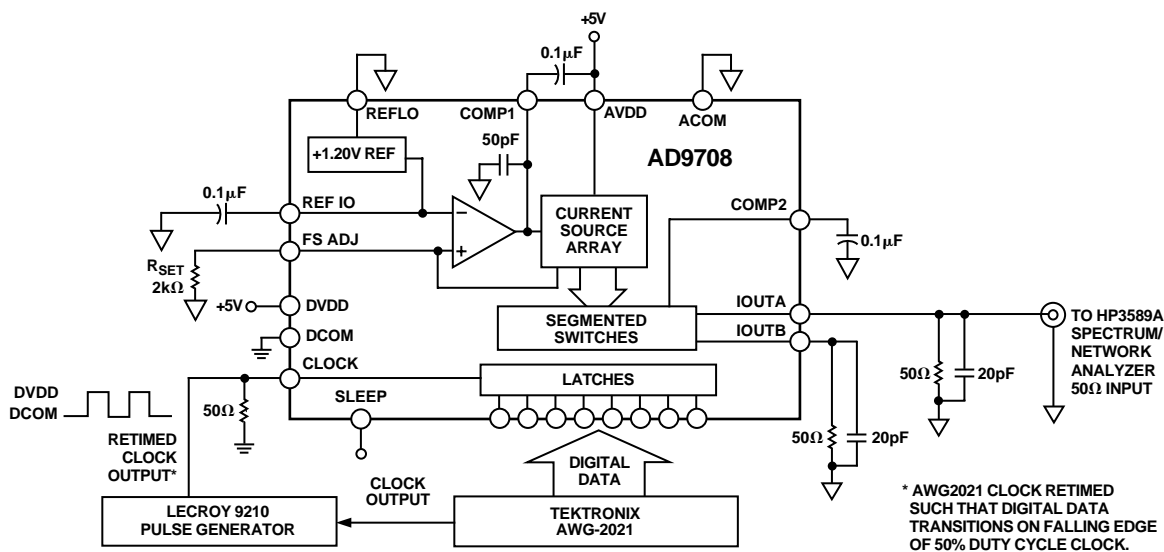 +5V
0.1µF
REFLO
COMP1
AVDD
ACOM
50pF
+1.20V REF
AD9708
0.1µF
REF IO
CURRENT
SOURCE
ARRAY
COMP2
FS ADJ
0.1µF
RSET
2kΩ
+5V
DVDD
IOUTA
SEGMENTED
SWITCHES
IOUTB
TO HP3589A
SPECTRUM/
NETWORK
ANALYZER
50Ω INPUT
DCOM
CLOCK
LATCHES
50Ω
20pF
DVDD
DCOM
50Ω
SLEEP
50Ω
20pF
RETIMED
CLOCK
OUTPUT*
DIGITAL
DATA
CLOCK
OUTPUT
LECROY 9210
PULSE GENERATOR
TEKTRONIX
AWG-2021
* AWG2021 CLOCK RETIMED
SUCH THAT DIGITAL DATA
TRANSITIONS ON FALLING EDGE
OF 50% DUTY CYCLE CLOCK.